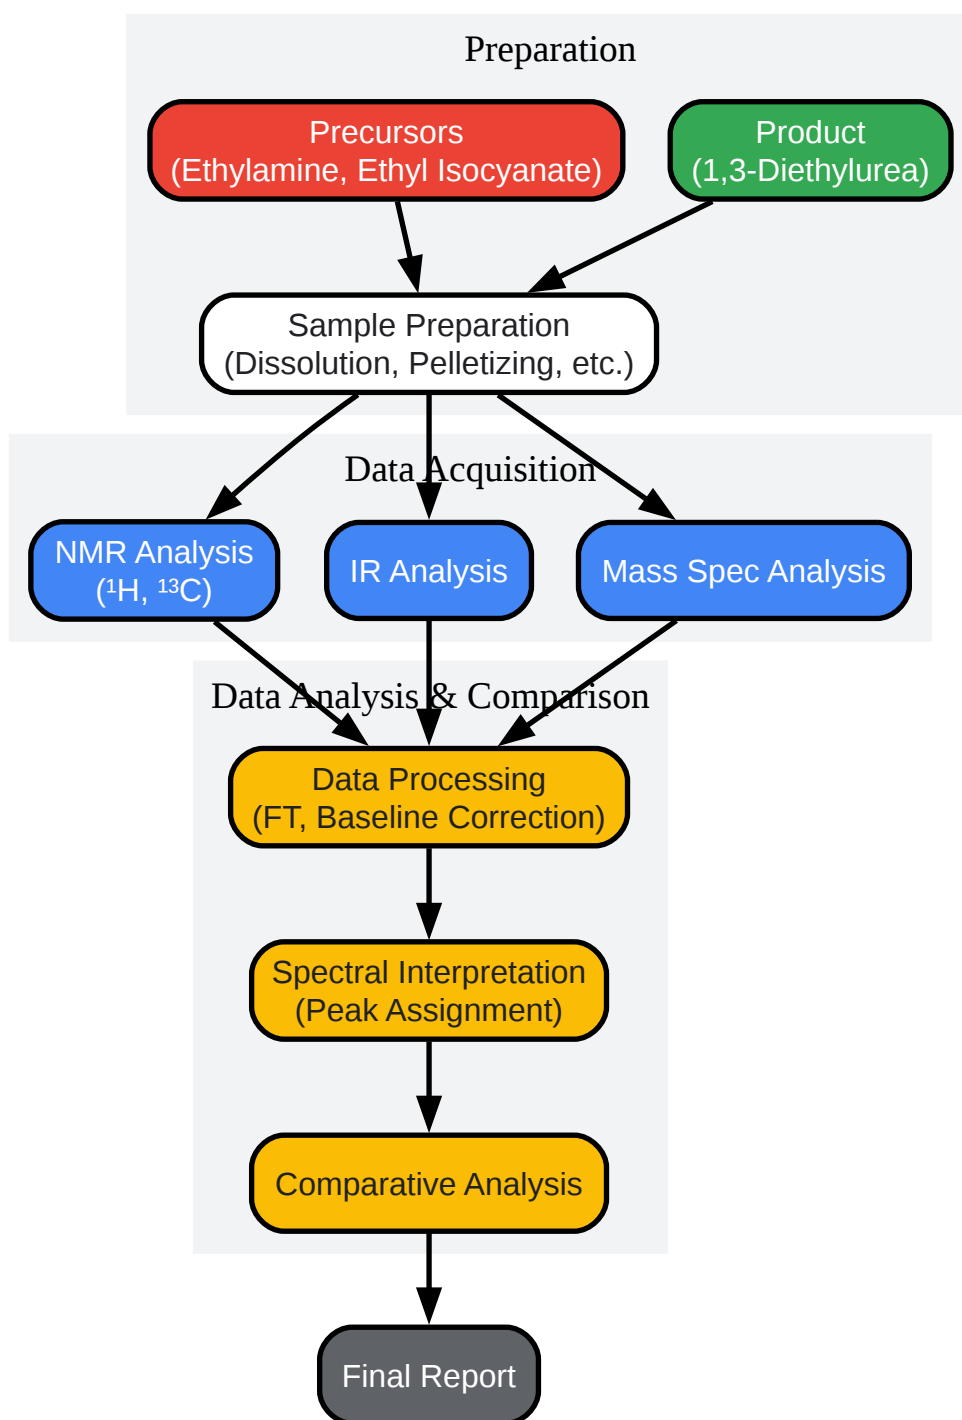 Preparation
Precursors
(Ethylamine, Ethyl Isocyanate)
Product
(1,3-Diethylurea)
Sample Preparation
(Dissolution, Pelletizing, etc.)
Data Acquisition
NMR Analysis
(¹H, ¹³C)
IR Analysis
Mass Spec Analysis
Data Analysis & Comparison
Data Processing
(FT, Baseline Correction)
Spectral Interpretation
(Peak Assignment)
Comparative Analysis
Final Report